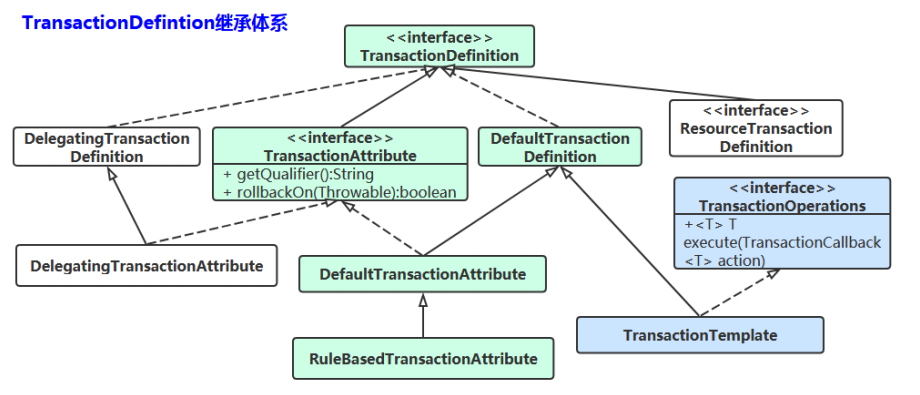 TransactionDefintion继承体系
<<interface>>
TransactionDefinition
DelegatingTransaction
Definition
<<interface>>
TransactionAttribute
+ getQualifier():String
+ rollbackOn(Throwable):boolean
DefaultTransaction
Definition
<<interface>>
ResourceTransaction
Definition
<<interface>>
TransactionOperations
+<T> T
execute(TransactionCallback
<T> action)
DelegatingTransactionAttribute
DefaultTransactionAttribute
TransactionTemplate
RuleBasedTransactionAttribute